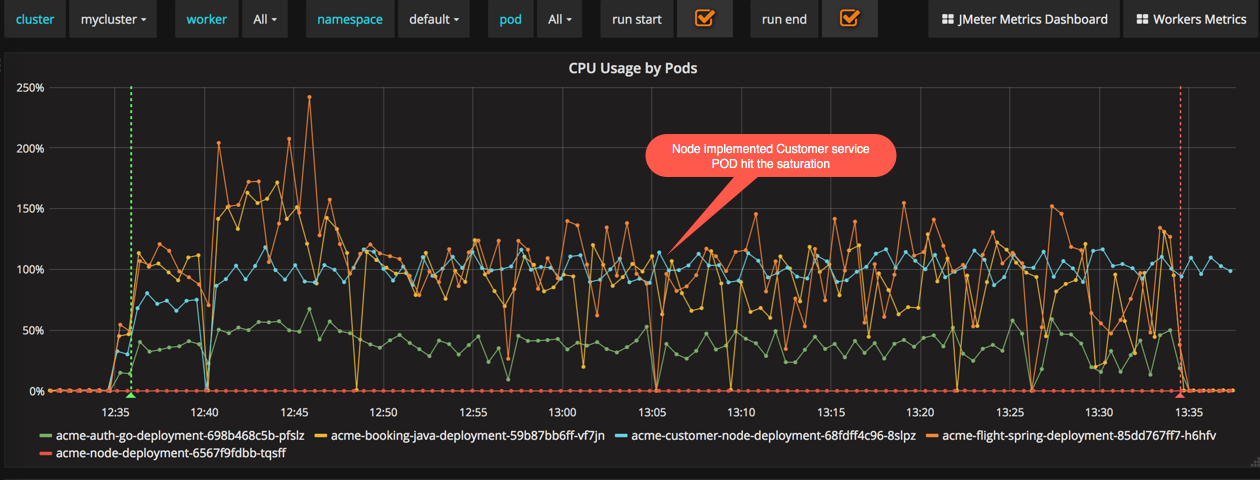 cluster mycluster worker All namespace default pod All run start run end JMeter Metrics Dashboard Workers Metrics
CPU Usage by Pods
250%
200%
150%
100%
50%
0%
Node implemented Customer service
POD hit the saturation
12:35 12:40 12:45 12:50 12:55 13:00 13:05 13:10 13:15 13:20 13:25 13:30 13:35
acme-auth-go-deployment-698b468c5b-pfslz acme-booking-java-deployment-59b87bb6ff-vf7jn acme-customer-node-deployment-68fdff4c96-8slpz acme-flight-spring-deployment-85dd767ff7-h6hfv
acme-node-deployment-6567f9fdbb-tqsff